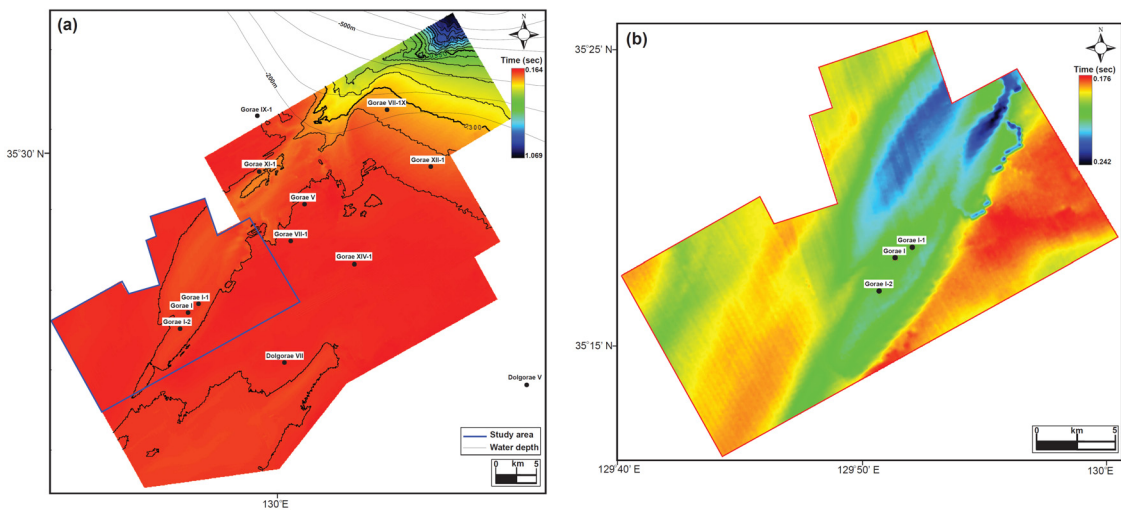 (a)
-500m
-200m
Time (sec)
0.164
1.069
Gorae IX-1
Gorae VII-1X
35°30' N
Gorae XI-1
Gorae XII-1
Gorae V
Gorae VII-1
Gorae XIV-1
Gorae I-1
Gorae I
Gorae I-2
Dolgorae VII
Dolgorae V
Study area
Water depth
0 km 5
130°E
(b)
35°25' N
Time (sec)
0.176
0.242
Gorae I-1
Gorae I
Gorae I-2
35°15' N
0 km 5
129°40' E
129°50' E
130°E